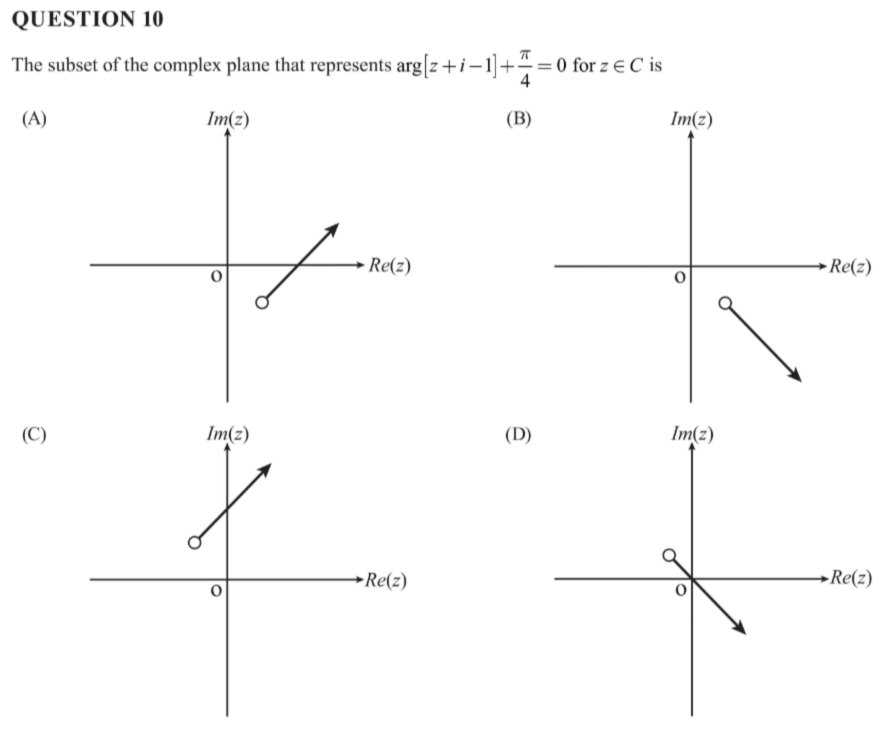 QUESTION 10
The subset of the complex plane that represents arg[z+i−1]+π/4=0 for z∈C is
(A) Im(z) (B) Im(z)
Re(z) Re(z)
O O
(C) Im(z) (D) Im(z)
Re(z) Re(z)
O O